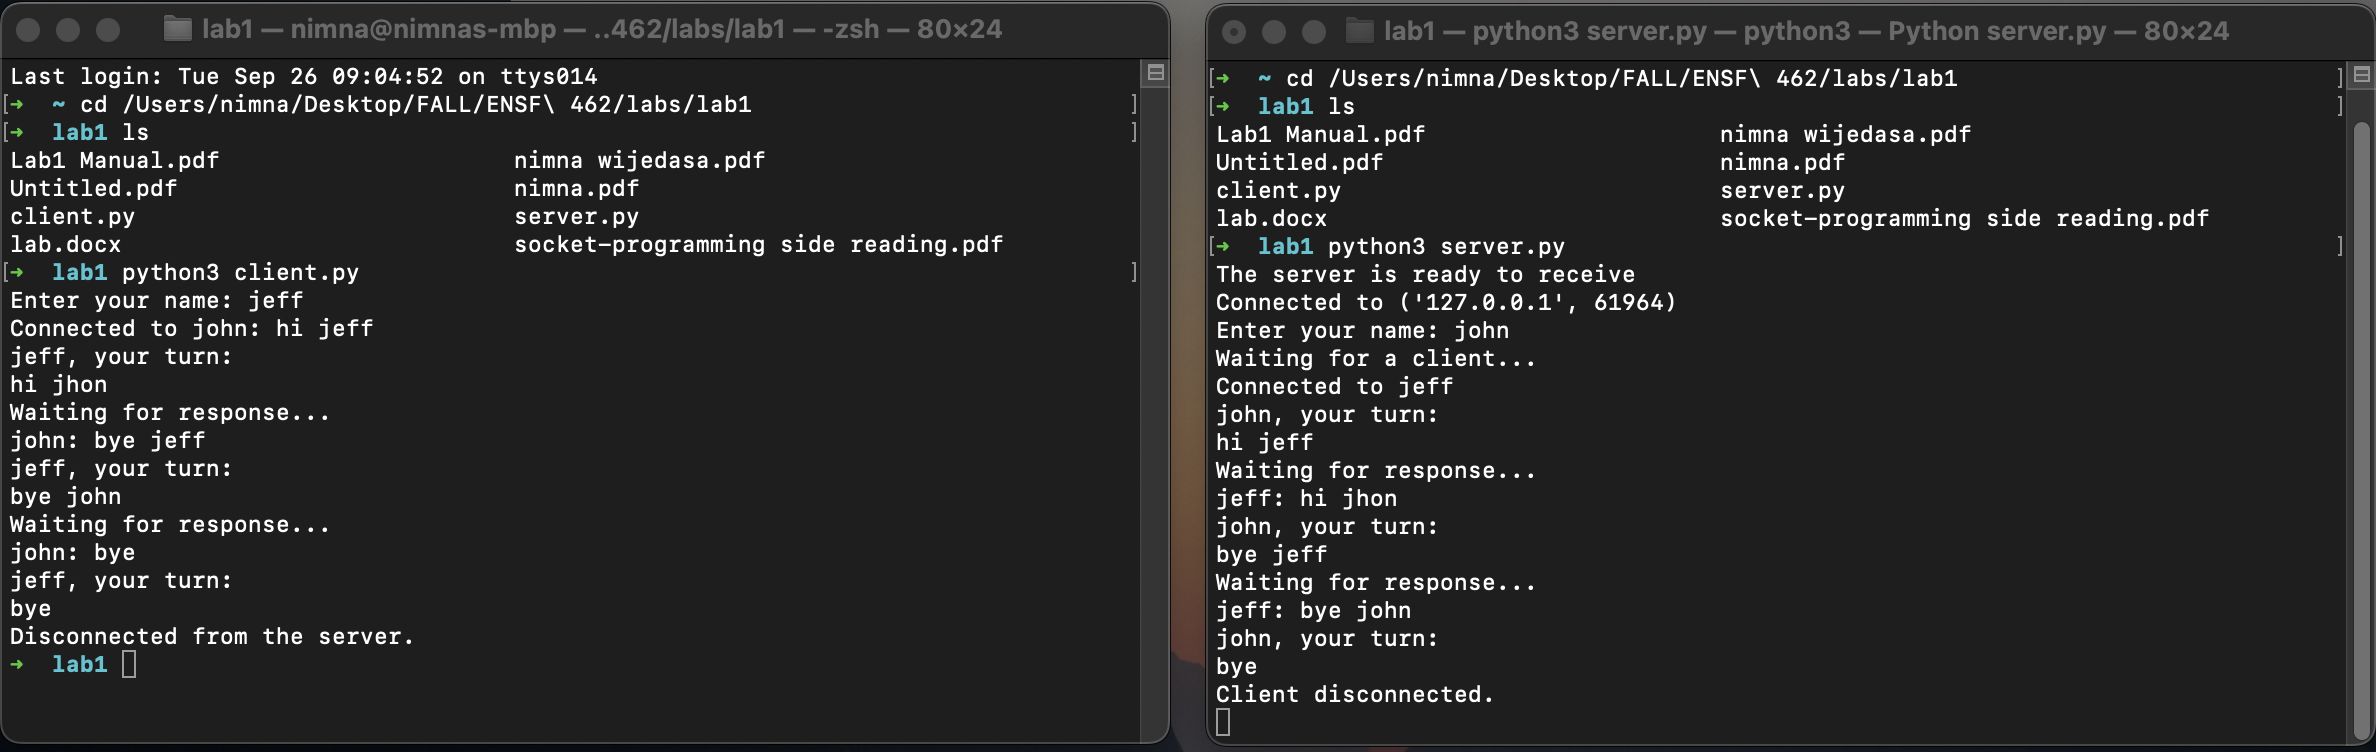 lab1 — nimna@nimnas-mbp — ..462/labs/lab1 — -zsh — 80×24
Last login: Tue Sep 26 09:04:52 on ttys014
[➜  ~ cd /Users/nimna/Desktop/FALL/ENSF\ 462/labs/lab1 ]
[➜  lab1 ls ]
Lab1 Manual.pdf nimna wijedasa.pdf
Untitled.pdf nimna.pdf
client.py server.py
lab.docx socket-programming side reading.pdf
[➜  lab1 python3 client.py ]
Enter your name: jeff
Connected to john: hi jeff
jeff, your turn:
hi jhon
Waiting for response...
john: bye jeff
jeff, your turn:
bye john
Waiting for response...
john: bye
jeff, your turn:
bye
Disconnected from the server.
➜  lab1
lab1 — python3 server.py — python3 — Python server.py — 80×24
[➜  ~ cd /Users/nimna/Desktop/FALL/ENSF\ 462/labs/lab1 ]
[➜  lab1 ls ]
Lab1 Manual.pdf nimna wijedasa.pdf
Untitled.pdf nimna.pdf
client.py server.py
lab.docx socket-programming side reading.pdf
[➜  lab1 python3 server.py ]
The server is ready to receive
Connected to ('127.0.0.1', 61964)
Enter your name: john
Waiting for a client...
Connected to jeff
john, your turn:
hi jeff
Waiting for response...
jeff: hi jhon
john, your turn:
bye jeff
Waiting for response...
jeff: bye john
john, your turn:
bye
Client disconnected.